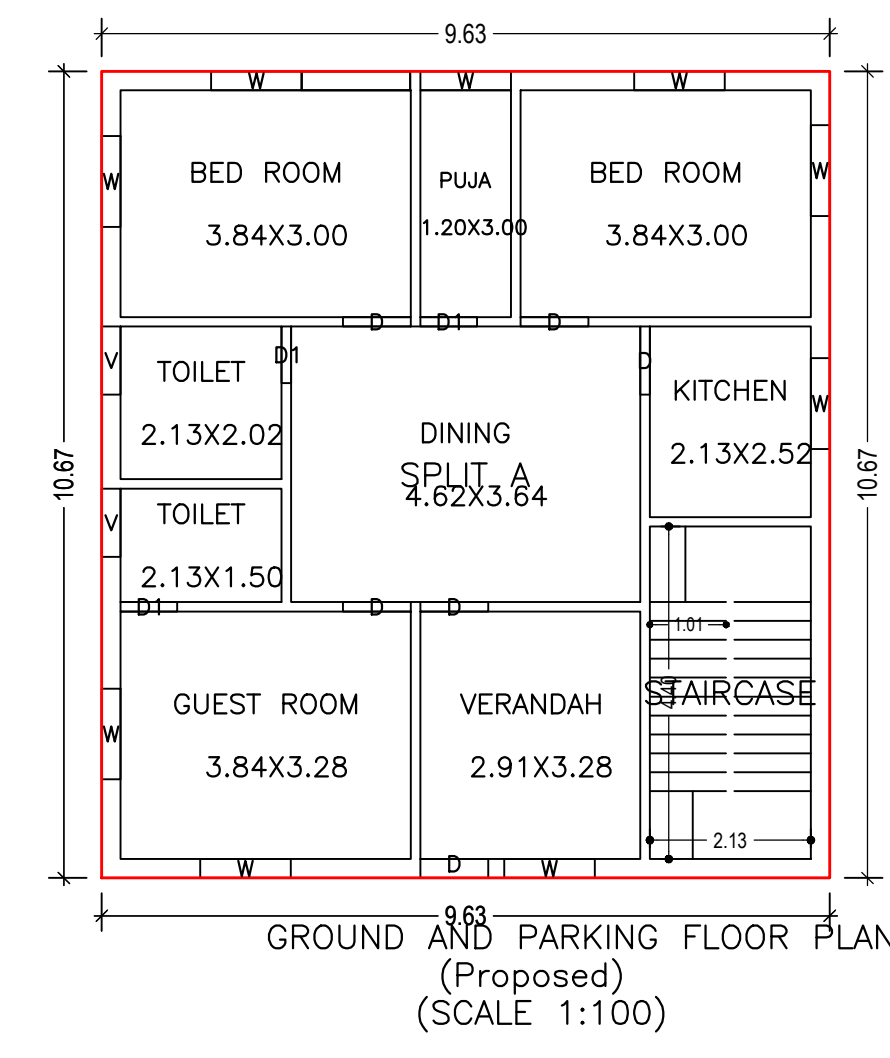 9.63
W W W
W W
BED ROOM PUJA BED ROOM
3.84X3.00 1.20X3.00 3.84X3.00
D D1 D
V D1 D
TOILET KITCHEN
W
2.13X2.02 DINING 2.13X2.52
SPLIT A
4.62X3.64
10.67 10.67
TOILET
V
2.13X1.50
D1 D D
1.01
4.40
STAIRCASE
GUEST ROOM VERANDAH
W
3.84X3.28 2.91X3.28
2.13
W D W
9.63
GROUND AND PARKING FLOOR PLAN
(Proposed)
(SCALE 1:100)